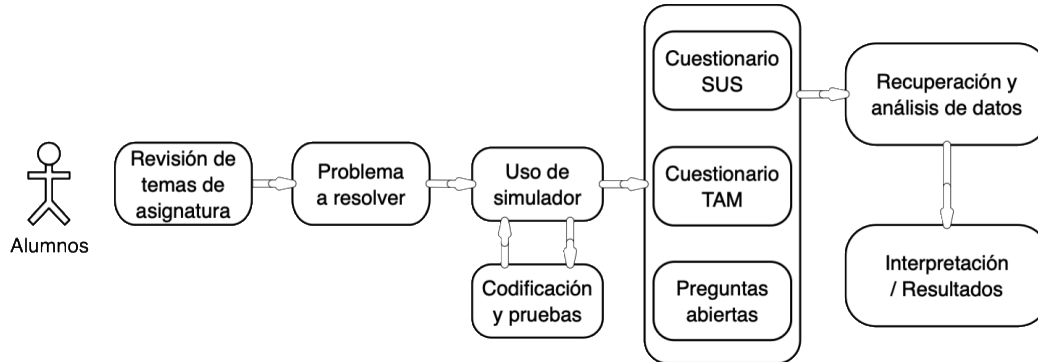 Alumnos
Revisión de
temas de
asignatura
Problema
a resolver
Uso de
simulador
Codificación
y pruebas
Cuestionario
SUS
Cuestionario
TAM
Preguntas
abiertas
Recuperación y
análisis de datos
Interpretación
/ Resultados